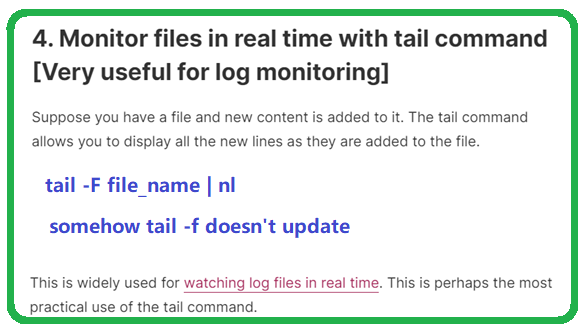 4. Monitor files in real time with tail command
[Very useful for log monitoring]
Suppose you have a file and new content is added to it. The tail command
allows you to display all the new lines as they are added to the file.
tail -F file_name | nl
somehow tail -f doesn't update
This is widely used for watching log files in real time. This is perhaps the most
practical use of the tail command.